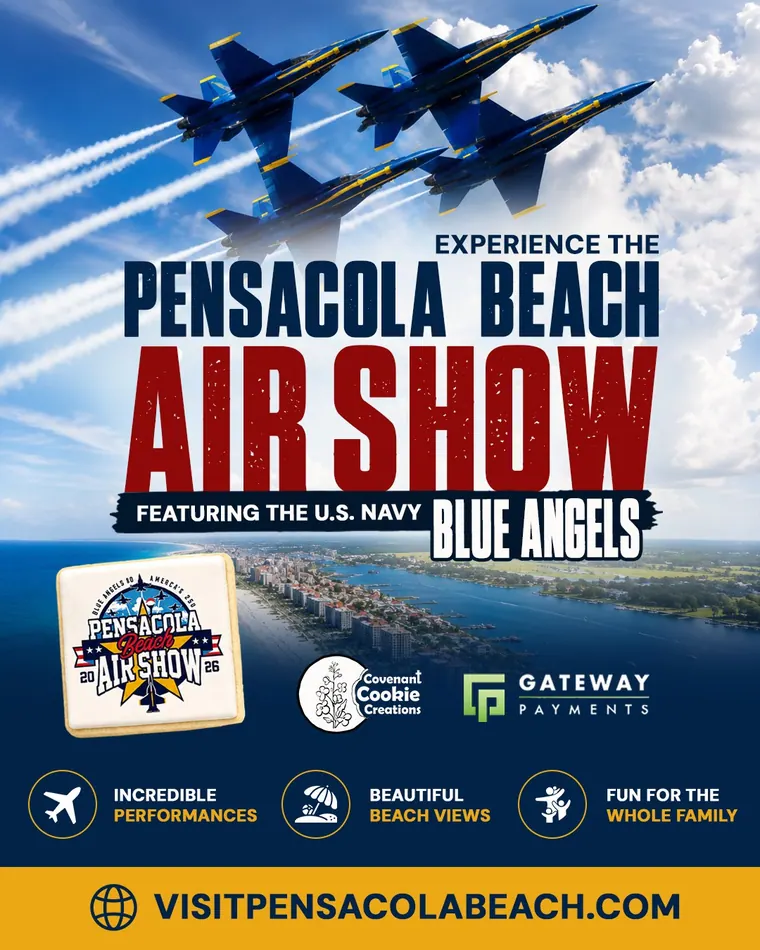 EXPERIENCE THE
PENSACOLA BEACH
AIR SHOW
FEATURING THE U.S. NAVY
BLUE ANGELS
BLUE ANGELS 80 AMERICA'S 250
PENSACOLA
Beach
AIR SHOW
20 26
Covenant
Cookie
Creations
GATEWAY
PAYMENTS
INCREDIBLE
PERFORMANCES
BEAUTIFUL
BEACH VIEWS
FUN FOR THE
WHOLE FAMILY
VISITPENSACOLABEACH.COM